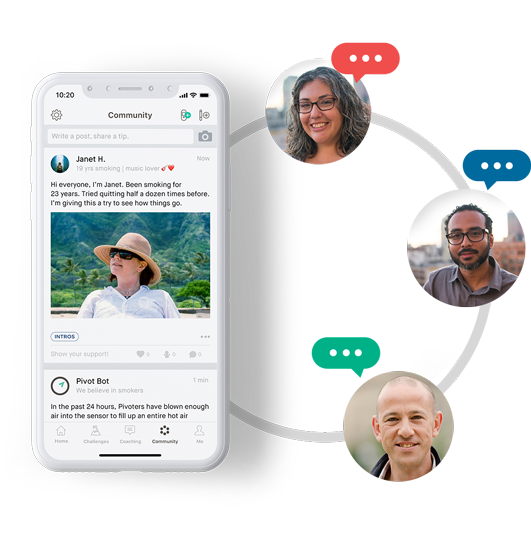 10:20
Community
Write a post, share a tip.
Janet H.
Now
19 yrs smoking | music lover 🎸❤️
Hi everyone, I'm Janet. Been smoking for
23 years. Tried quitting half a dozen times before.
I'm giving this a try to see how things go.
INTROS
Show your support!!
0
0
0
Pivot Bot
1 min
We believe in smokers
In the past 24 hours, Pivoters have blown enough
air into the sensor to fill up an entire hot air
Home
Challenges
Coaching
Community
Me